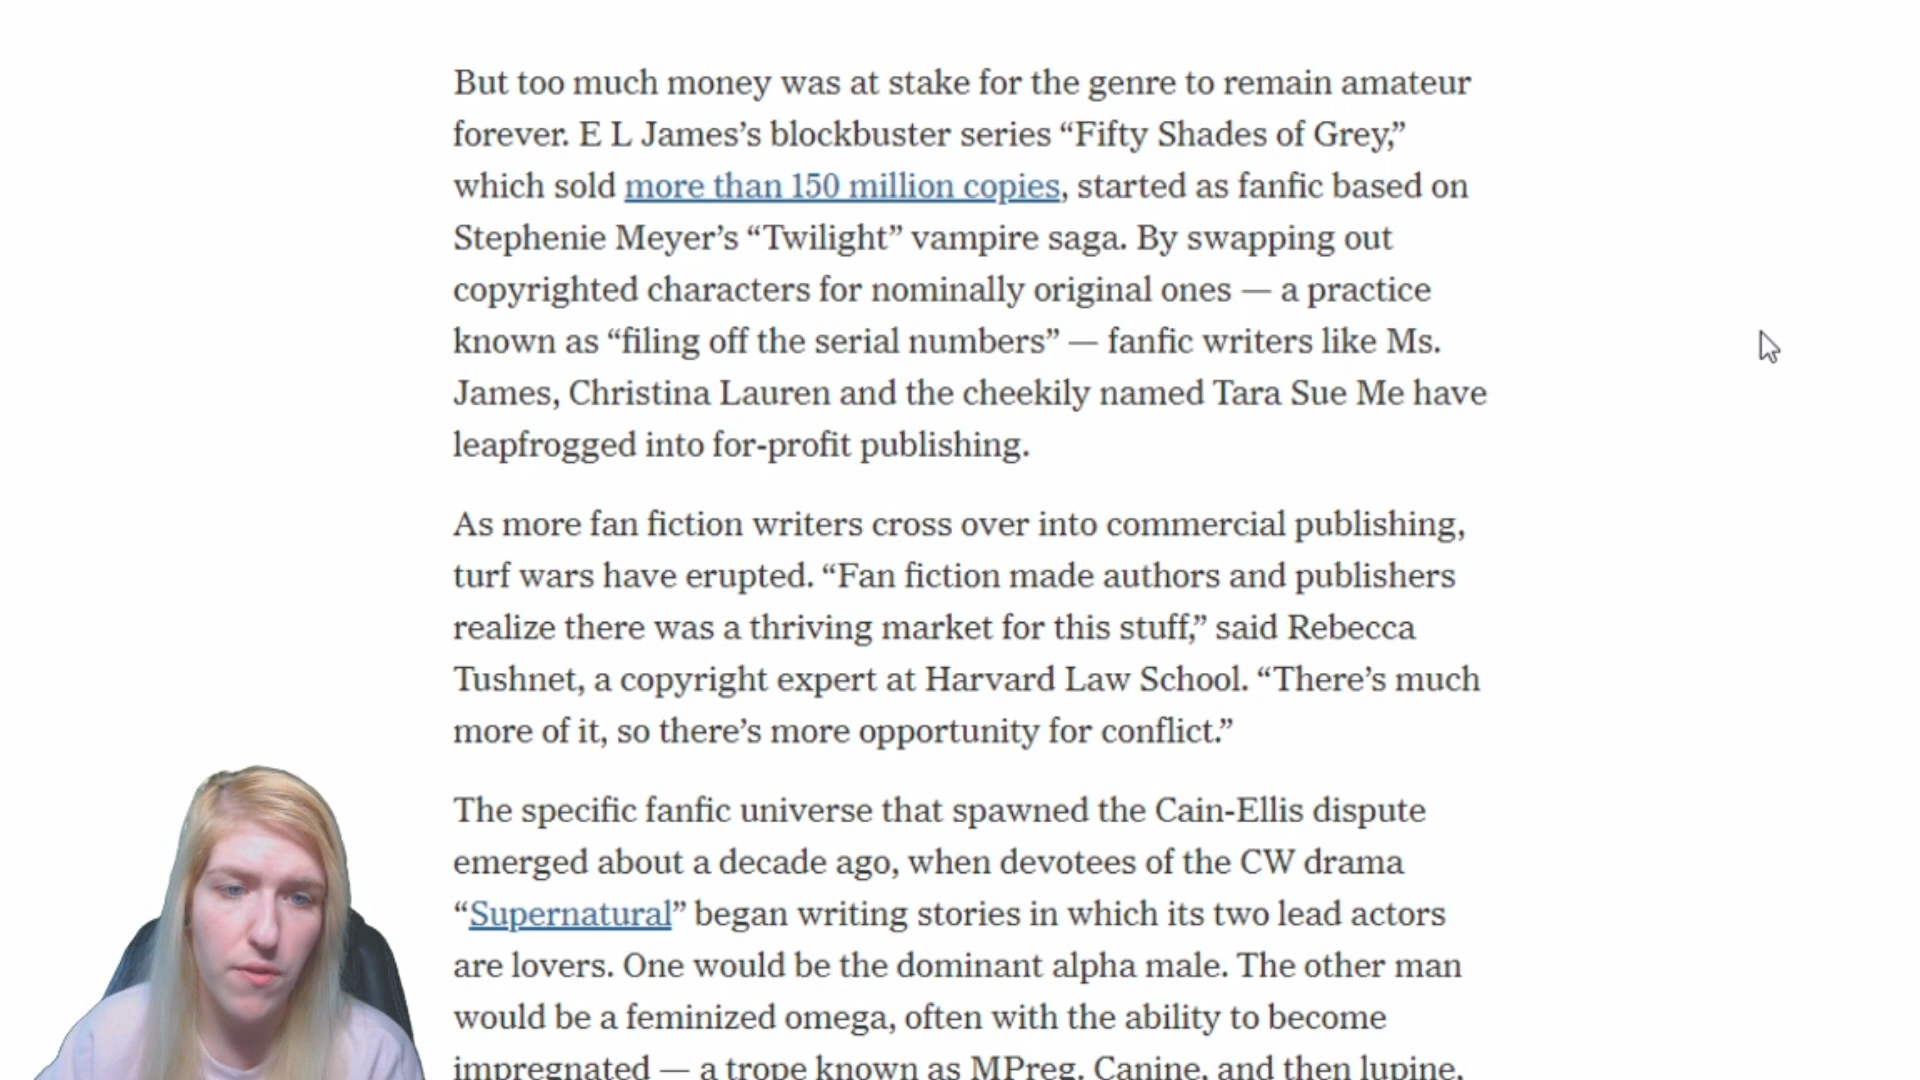 But too much money was at stake for the genre to remain amateur
forever. E L James’s blockbuster series “Fifty Shades of Grey,”
which sold more than 150 million copies, started as fanfic based on
Stephenie Meyer’s “Twilight” vampire saga. By swapping out
copyrighted characters for nominally original ones — a practice
known as “filing off the serial numbers” — fanfic writers like Ms.
James, Christina Lauren and the cheekily named Tara Sue Me have
leapfrogged into for-profit publishing.
As more fan fiction writers cross over into commercial publishing,
turf wars have erupted. “Fan fiction made authors and publishers
realize there was a thriving market for this stuff,” said Rebecca
Tushnet, a copyright expert at Harvard Law School. “There’s much
more of it, so there’s more opportunity for conflict.”
The specific fanfic universe that spawned the Cain-Ellis dispute
emerged about a decade ago, when devotees of the CW drama
“Supernatural” began writing stories in which its two lead actors
are lovers. One would be the dominant alpha male. The other man
would be a feminized omega, often with the ability to become
impregnated — a trope known as MPreg. Canine, and then lupine,